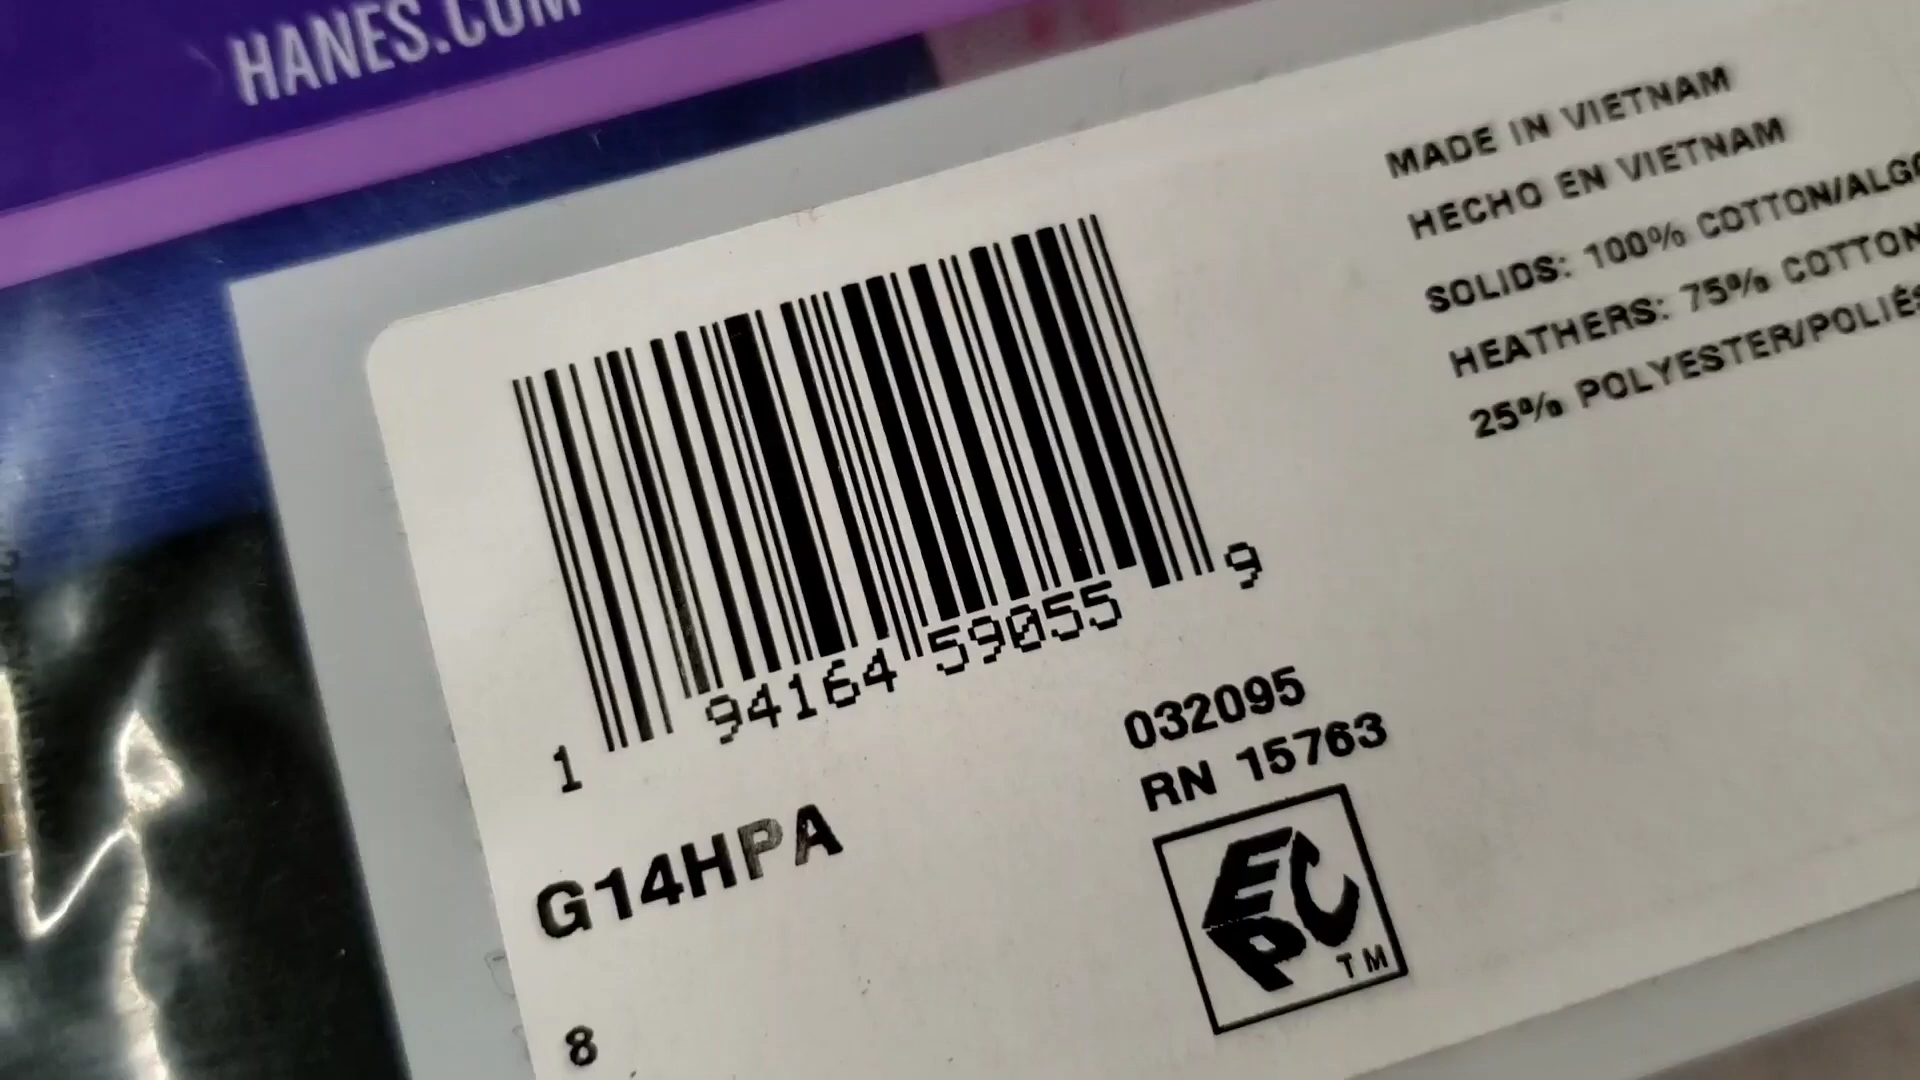 HANES.COM
MADE IN VIETNAM
HECHO EN VIETNAM
SOLIDS: 100% COTTON/ALGO
HEATHERS: 75% COTTON
25% POLYESTER/POLIÉS
1 94164 59055 9
032095
RN 15763
G14HPA
EPC
TM
8